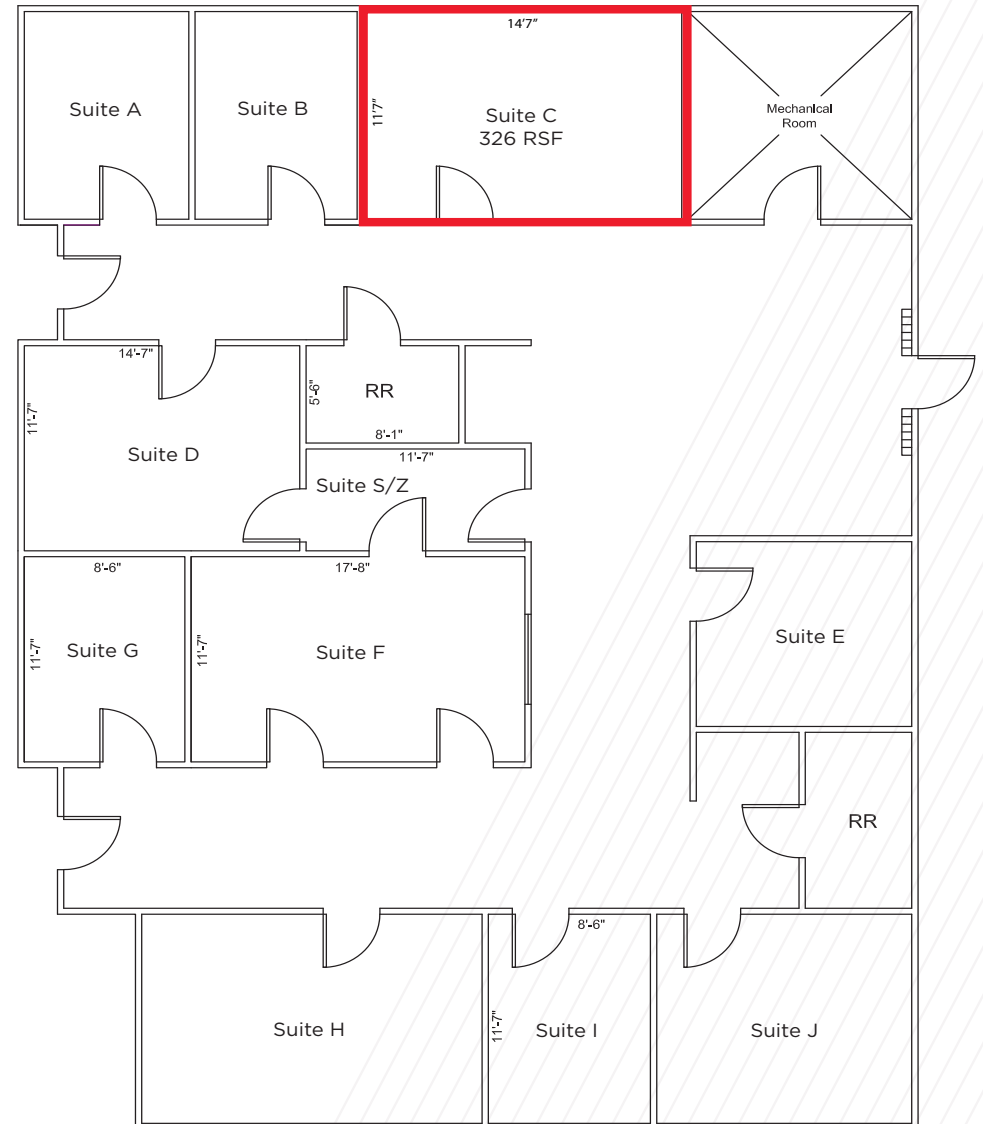 14'7"
Suite A
Suite B
11'7"
Suite C
326 RSF
Mechanical
Room
14'-7"
11'-7"
Suite D
5'-6"
RR
8'-1"
11'-7"
Suite S/Z
8'-6"
11'-7"
Suite G
17'-8"
11'-7"
Suite F
Suite E
RR
Suite H
8'-6"
11'-7"
Suite I
Suite J